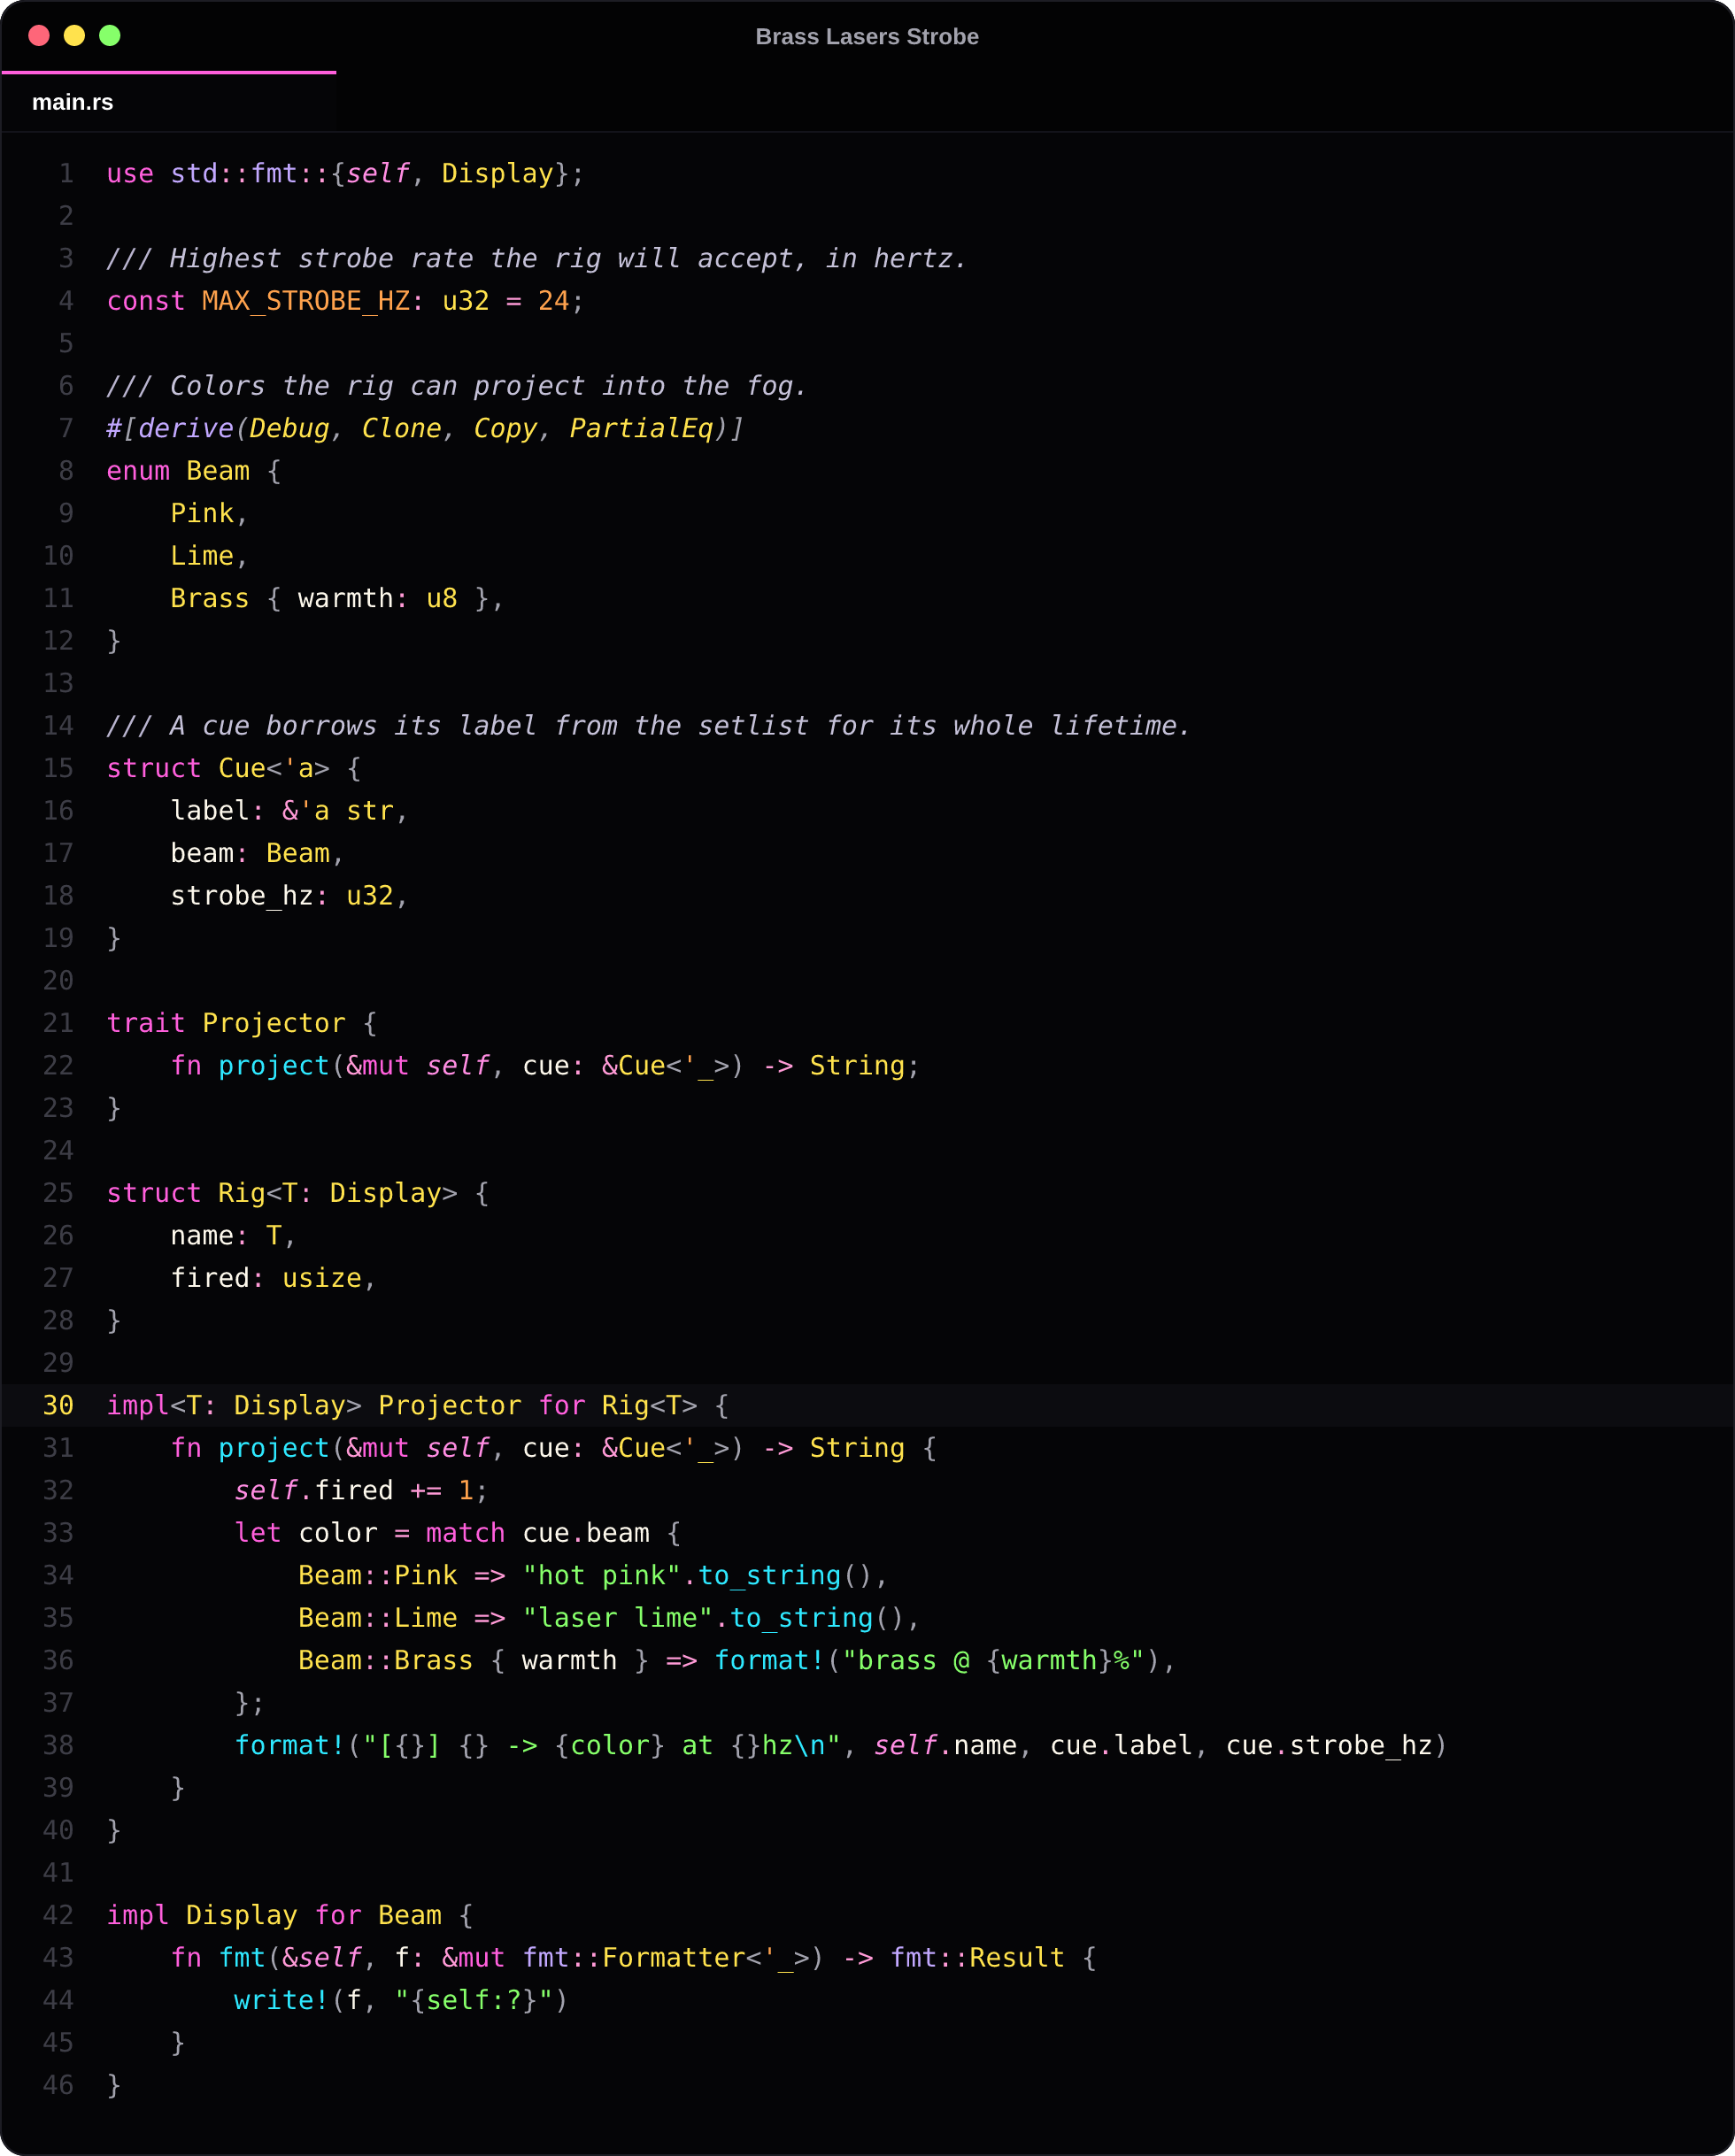 Brass Lasers Strobe
main.rs
1 use std::fmt::{self, Display};
2
3 /// Highest strobe rate the rig will accept, in hertz.
4 const MAX_STROBE_HZ: u32 = 24;
5
6 /// Colors the rig can project into the fog.
7 #[derive(Debug, Clone, Copy, PartialEq)]
8 enum Beam {
9     Pink,
10     Lime,
11     Brass { warmth: u8 },
12 }
13
14 /// A cue borrows its label from the setlist for its whole lifetime.
15 struct Cue<'a> {
16     label: &'a str,
17     beam: Beam,
18     strobe_hz: u32,
19 }
20
21 trait Projector {
22     fn project(&mut self, cue: &Cue<'_>) -> String;
23 }
24
25 struct Rig<T: Display> {
26     name: T,
27     fired: usize,
28 }
29
30 impl<T: Display> Projector for Rig<T> {
31     fn project(&mut self, cue: &Cue<'_>) -> String {
32         self.fired += 1;
33         let color = match cue.beam {
34             Beam::Pink => "hot pink".to_string(),
35             Beam::Lime => "laser lime".to_string(),
36             Beam::Brass { warmth } => format!("brass @ {warmth}%"),
37         };
38         format!("[{}] {} -> {color} at {}hz\n", self.name, cue.label, cue.strobe_hz)
39     }
40 }
41
42 impl Display for Beam {
43     fn fmt(&self, f: &mut fmt::Formatter<'_>) -> fmt::Result {
44         write!(f, "{self:?}")
45     }
46 }